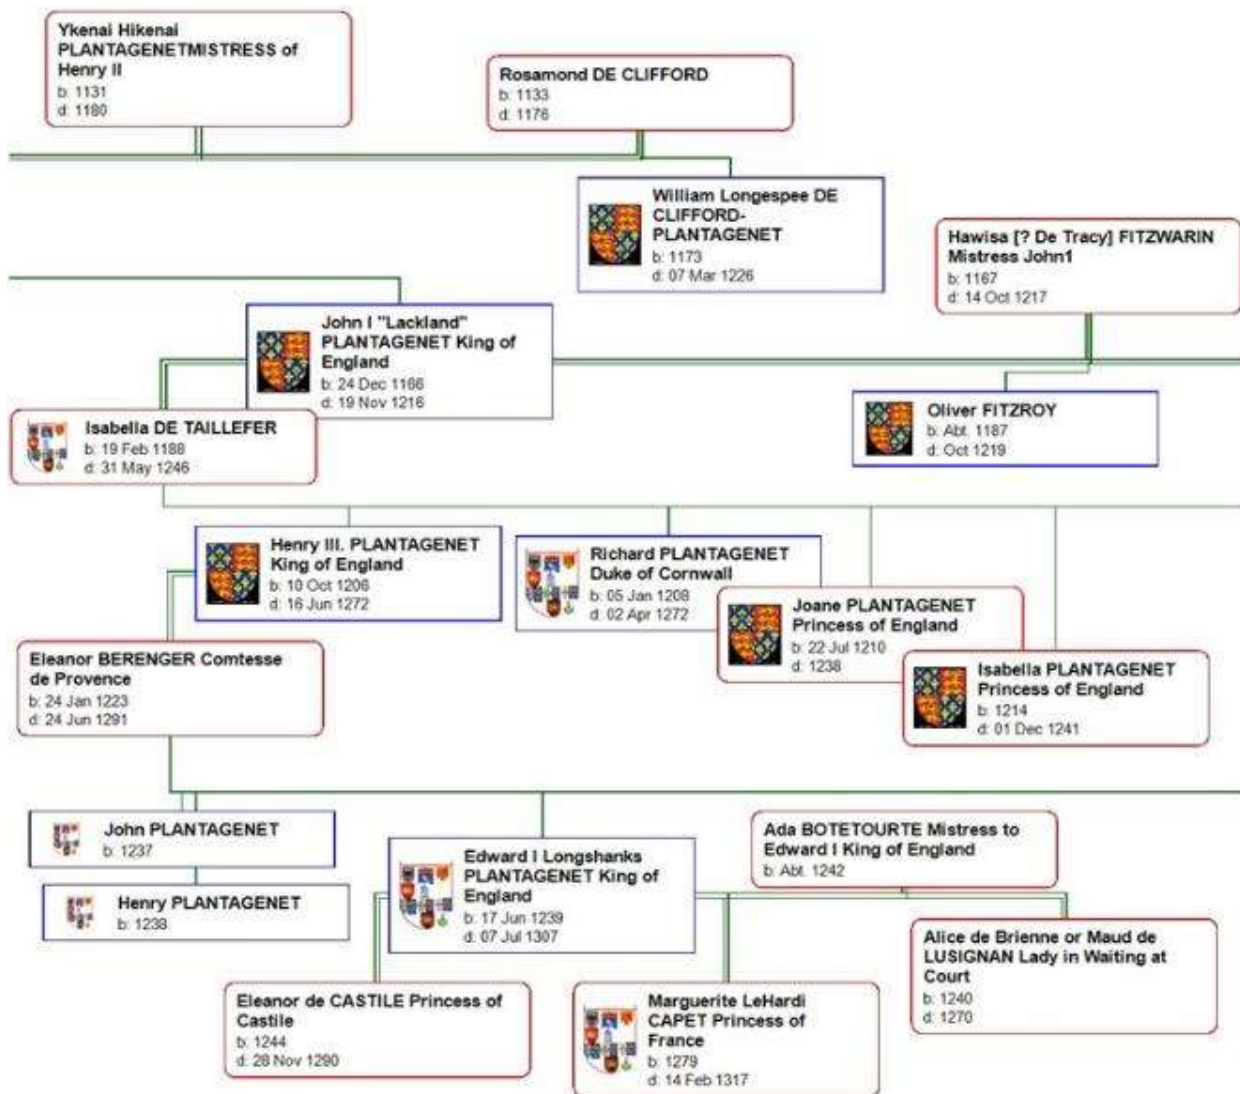 Ykenai Hikenai
PLANTAGENETMISTRESS of
Henry II
b: 1131
d: 1180
Rosamond DE CLIFFORD
b: 1133
d: 1176
William Longespee DE
CLIFFORD-
PLANTAGENET
b: 1173
d: 07 Mar 1226
Hawisa [? De Tracy] FITZWARIN
Mistress John1
b: 1167
d: 14 Oct 1217
John I "Lackland"
PLANTAGENET King of
England
b: 24 Dec 1166
d: 19 Nov 1216
Isabella DE TAILLEFER
b: 19 Feb 1188
d: 31 May 1246
Oliver FITZROY
b: Abt. 1187
d: Oct 1219
Henry III. PLANTAGENET
King of England
b: 10 Oct 1206
d: 16 Jun 1272
Richard PLANTAGENET
Duke of Cornwall
b: 05 Jan 1208
d: 02 Apr 1272
Joane PLANTAGENET
Princess of England
b: 22 Jul 1210
d: 1238
Isabella PLANTAGENET
Princess of England
b: 1214
d: 01 Dec 1241
Eleanor BERENGER Comtesse
de Provence
b: 24 Jan 1223
d: 24 Jun 1291
John PLANTAGENET
b: 1237
Henry PLANTAGENET
b: 1238
Edward I Longshanks
PLANTAGENET King of
England
b: 17 Jun 1239
d: 07 Jul 1307
Ada BOTETOURTE Mistress to
Edward I King of England
b: Abt. 1242
Alice de Brienne or Maud de
LUSIGNAN Lady in Waiting at
Court
b: 1240
d: 1270
Eleanor de CASTILE Princess of
Castile
b: 1244
d: 28 Nov 1290
Marguerite LeHardi
CAPET Princess of
France
b: 1279
d: 14 Feb 1317